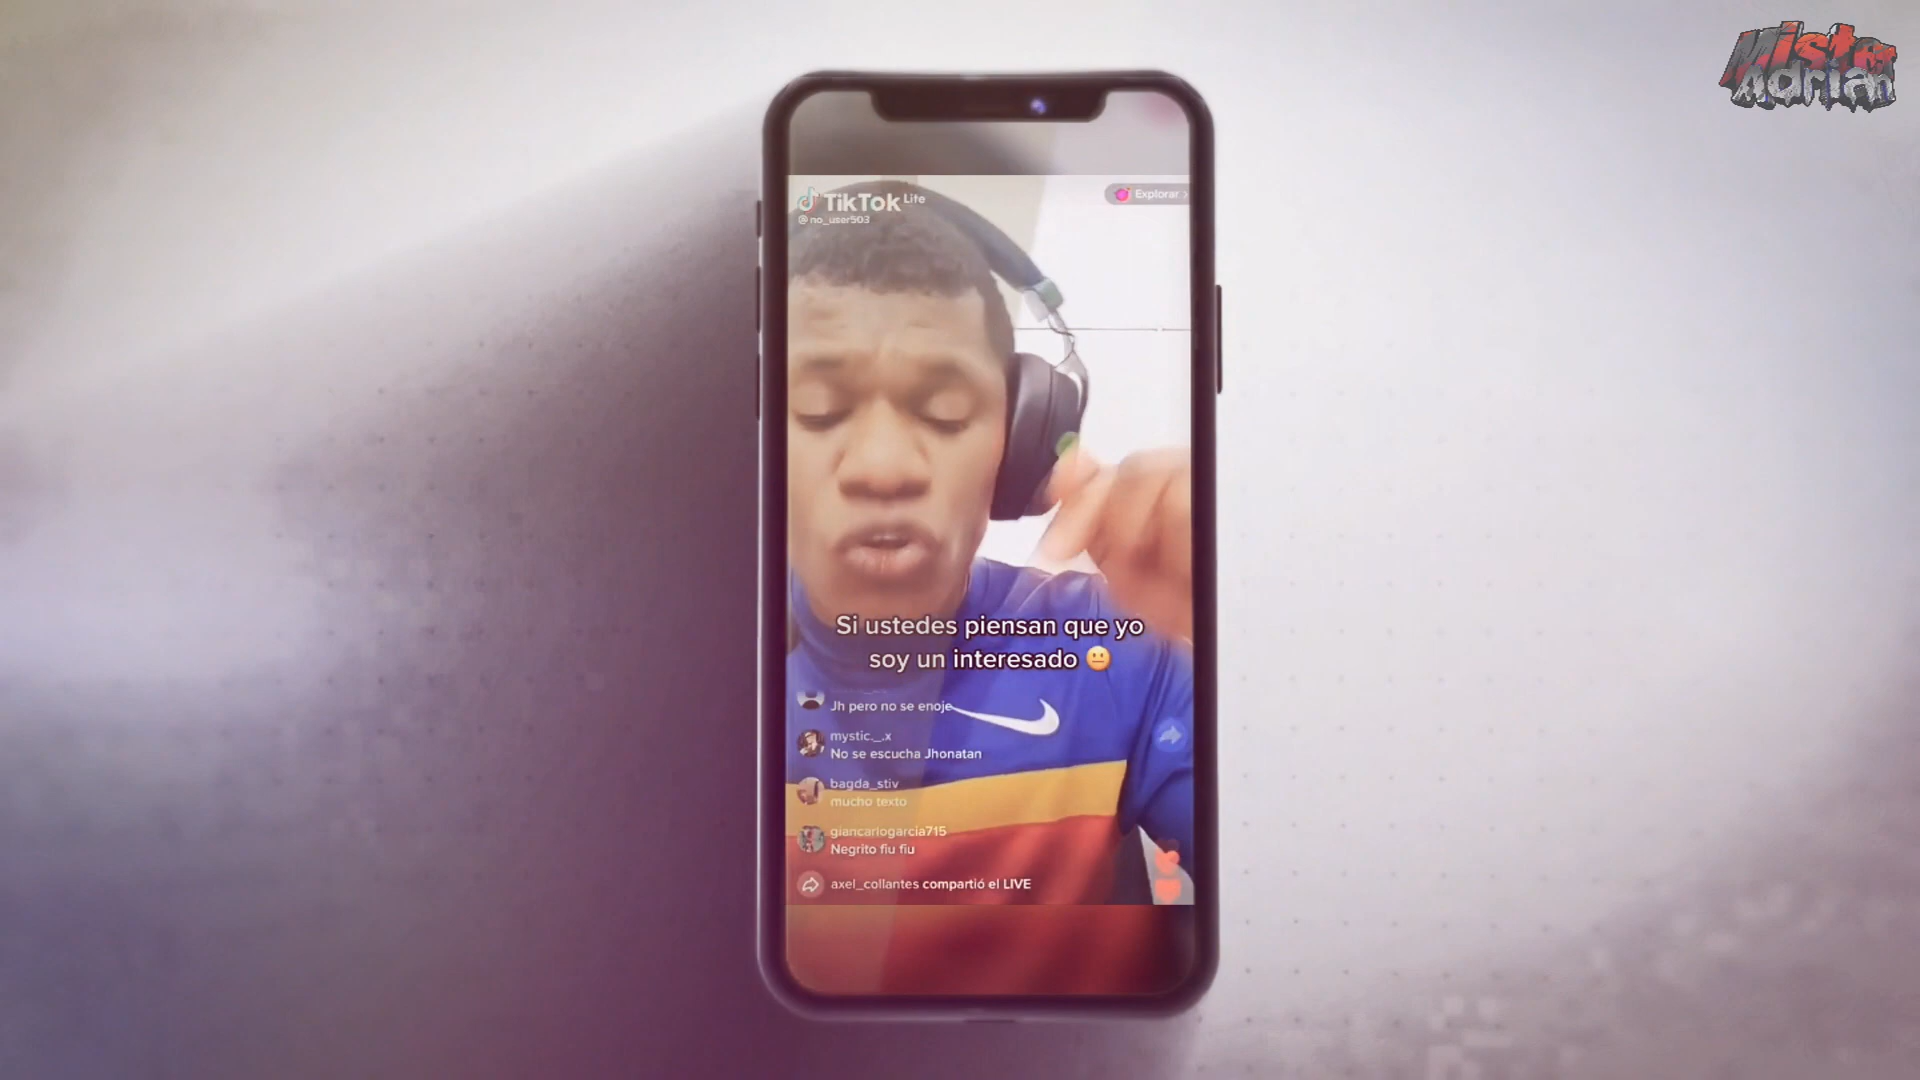 Mister
Adrian
TikTok Lite
@no_user503
Explorar >
Si ustedes piensan que yo
soy un interesado 😐
Jh pero no se enoje
mystic._.x
No se escucha Jhonatan
bagda_stiv
mucho texto
giancarlogarcia715
Negrito fiu fiu
axel_collantes compartió el LIVE